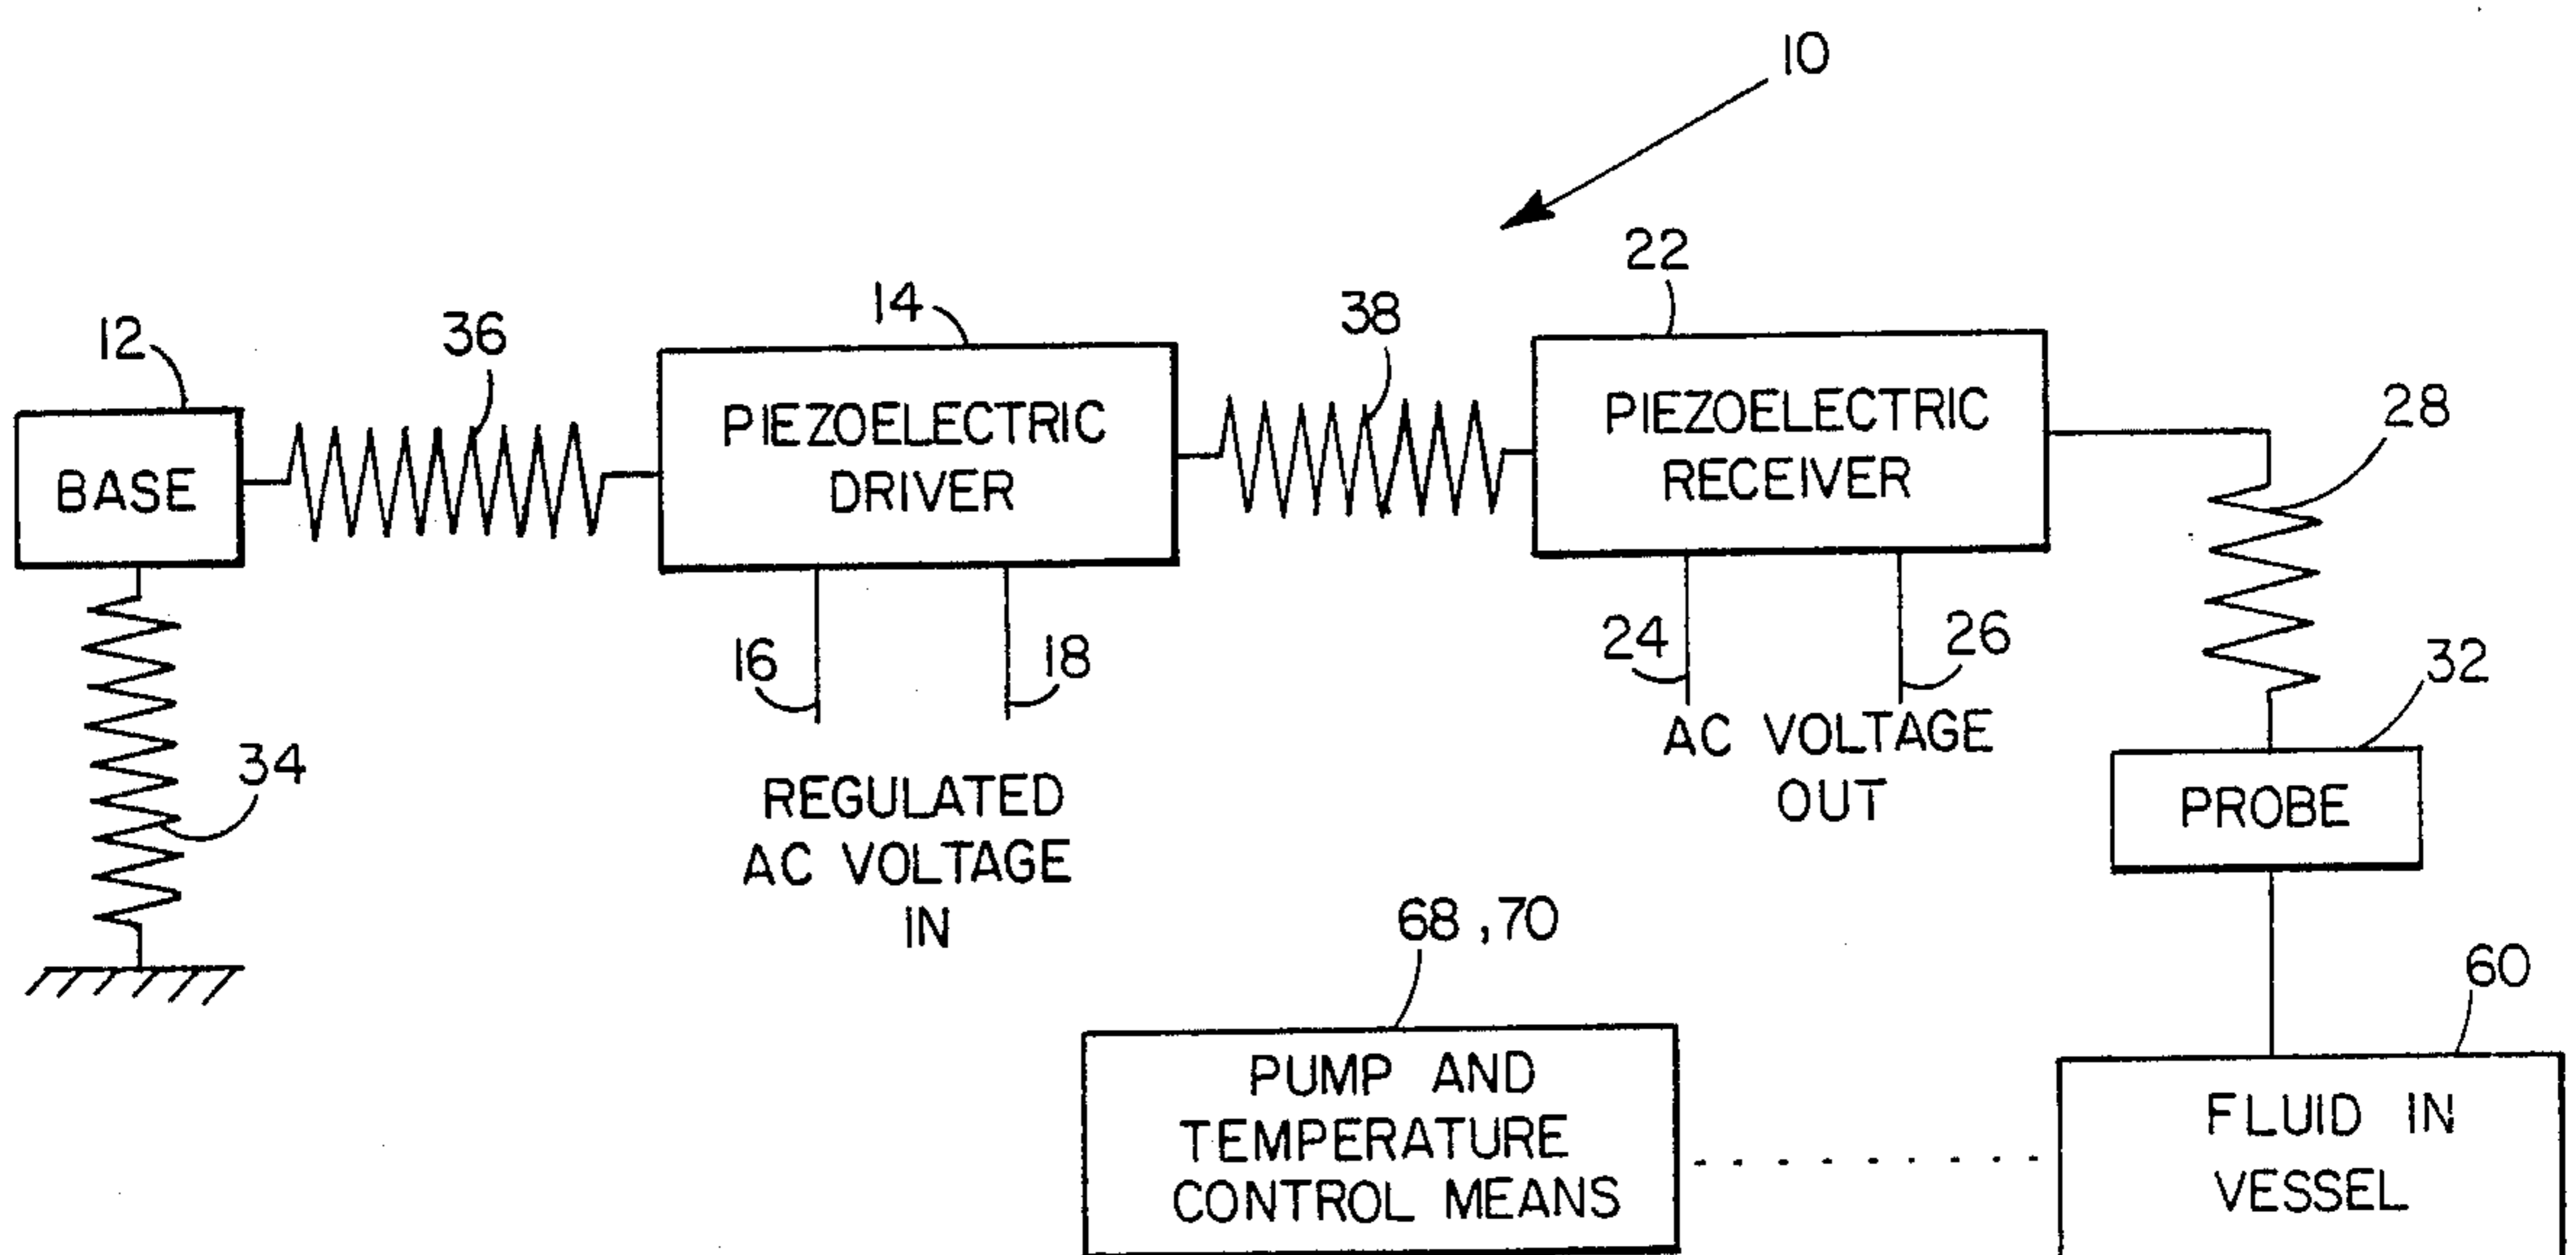 10
22
14
38
36
12
28
PIEZOELECTRIC
DRIVER
PIEZOELECTRIC
RECEIVER
BASE
16
18
24
26
32
34
REGULATED
AC VOLTAGE
IN
AC VOLTAGE
OUT
PROBE
68,70
60
PUMP AND
TEMPERATURE
CONTROL MEANS
FLUID IN
VESSEL